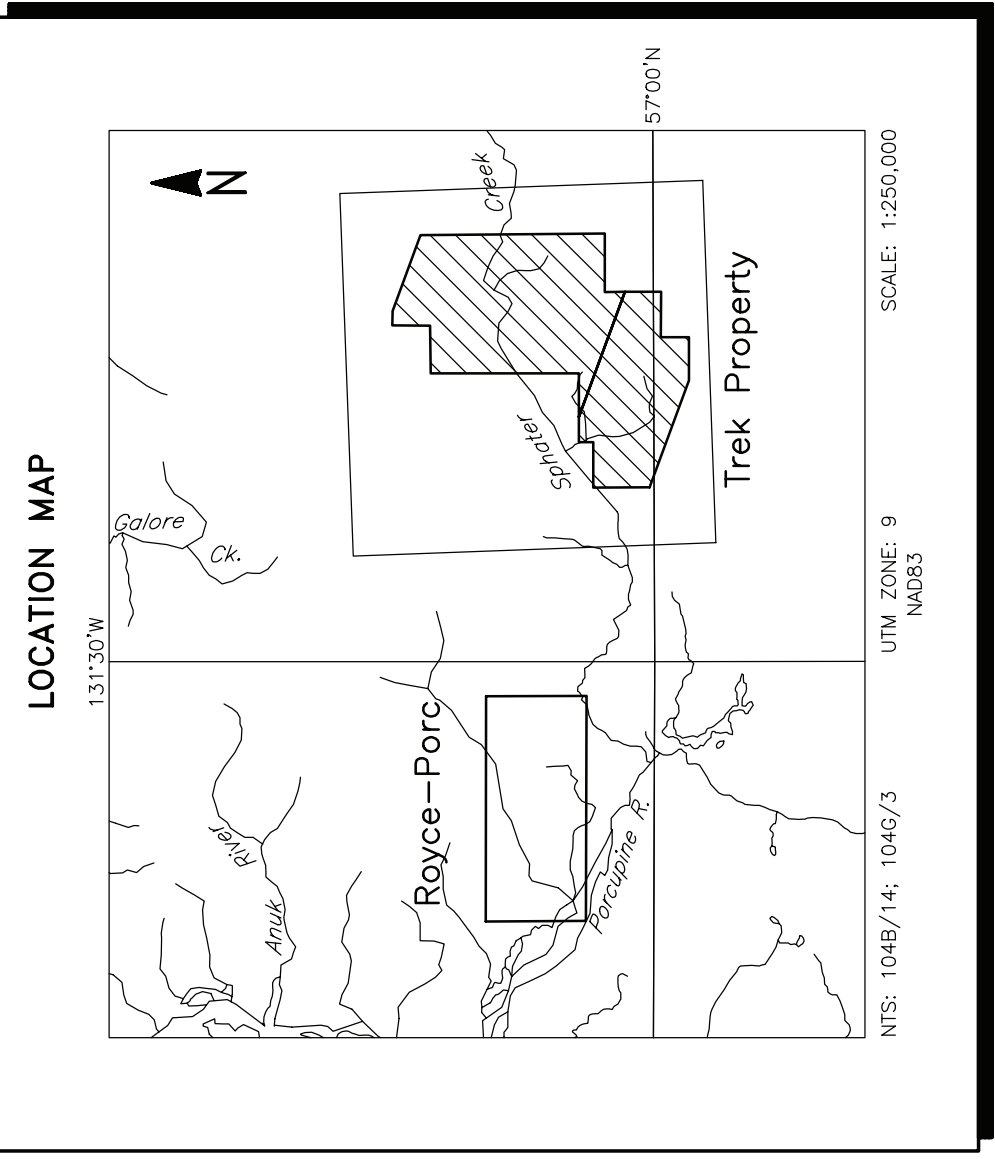 LOCATION MAP
131°30'W
N
Galore
Ck.
River
Anuk
Creek
Sphater
57°00'N
Royce-Porc
Porcupine R.
Trek Property
NTS: 104B/14; 104G/3
UTM ZONE: 9
NAD83
SCALE: 1:250,000